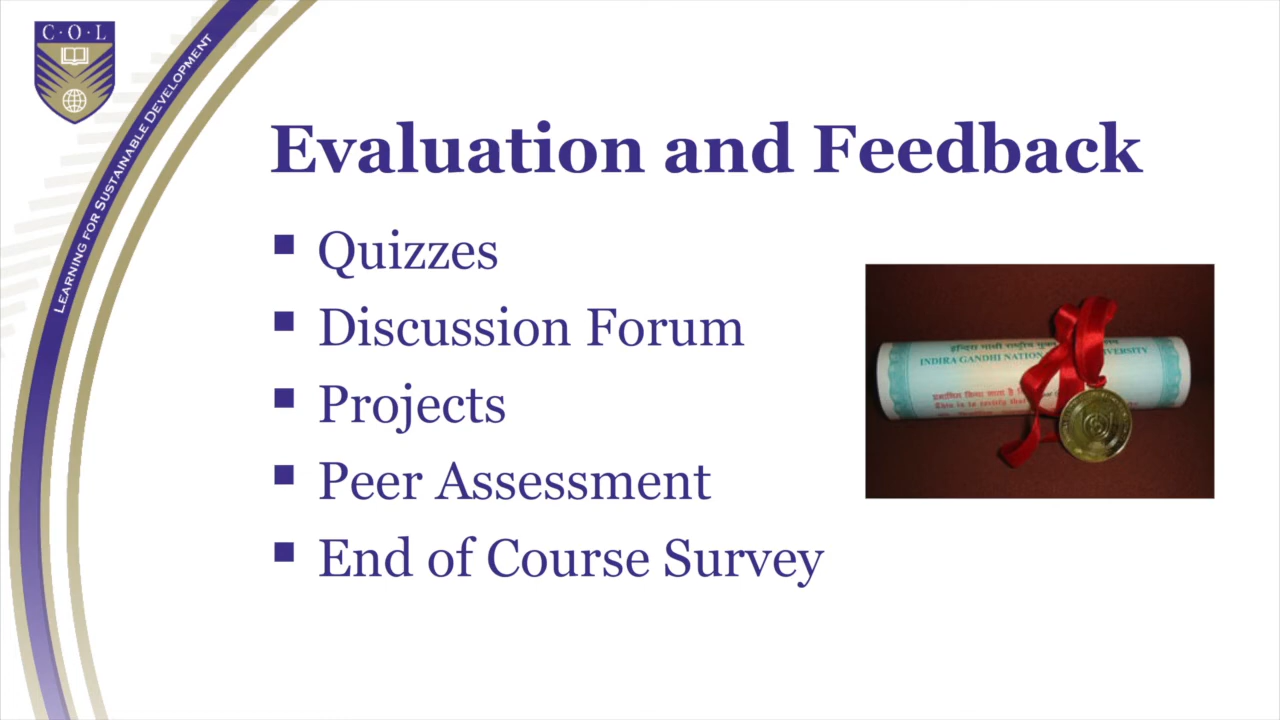 C·O·L
LEARNING FOR SUSTAINABLE DEVELOPMENT
Evaluation and Feedback
▪ Quizzes
▪ Discussion Forum
▪ Projects
▪ Peer Assessment
▪ End of Course Survey
INDIRA GANDHI NATION
This is to certify that